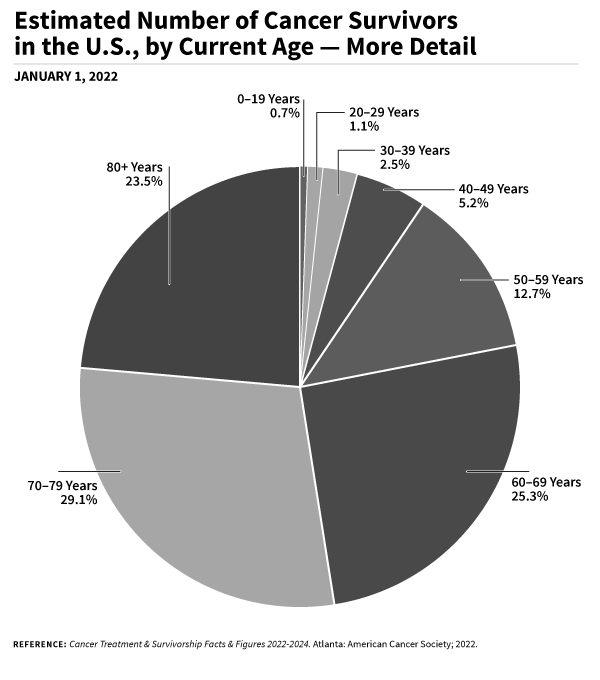 Estimated Number of Cancer Survivors
in the U.S., by Current Age — More Detail
JANUARY 1, 2022
0–19 Years
0.7%
20–29 Years
1.1%
30–39 Years
2.5%
40–49 Years
5.2%
50–59 Years
12.7%
60–69 Years
25.3%
70–79 Years
29.1%
80+ Years
23.5%
REFERENCE: Cancer Treatment & Survivorship Facts & Figures 2022-2024. Atlanta: American Cancer Society; 2022.